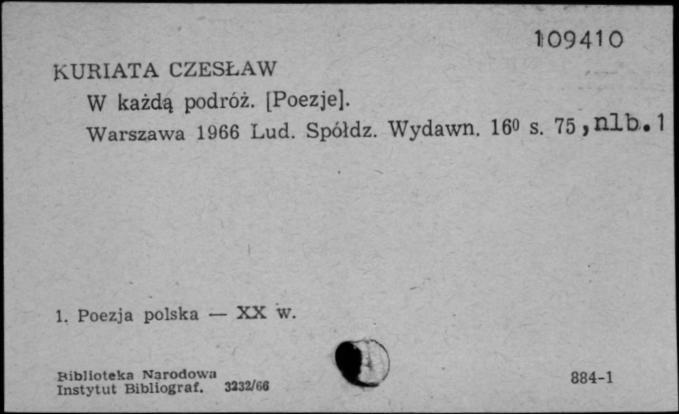 109410
KURIATA CZESŁAW
W każdą podróż. [Poezje].
Warszawa 1966 Lud. Spółdz. Wydawn. 16⁰ s. 75, nlb. 1
1. Poezja polska — XX w.
Biblioteka Narodowa
Instytut Bibliograf. 3232/66
884-1